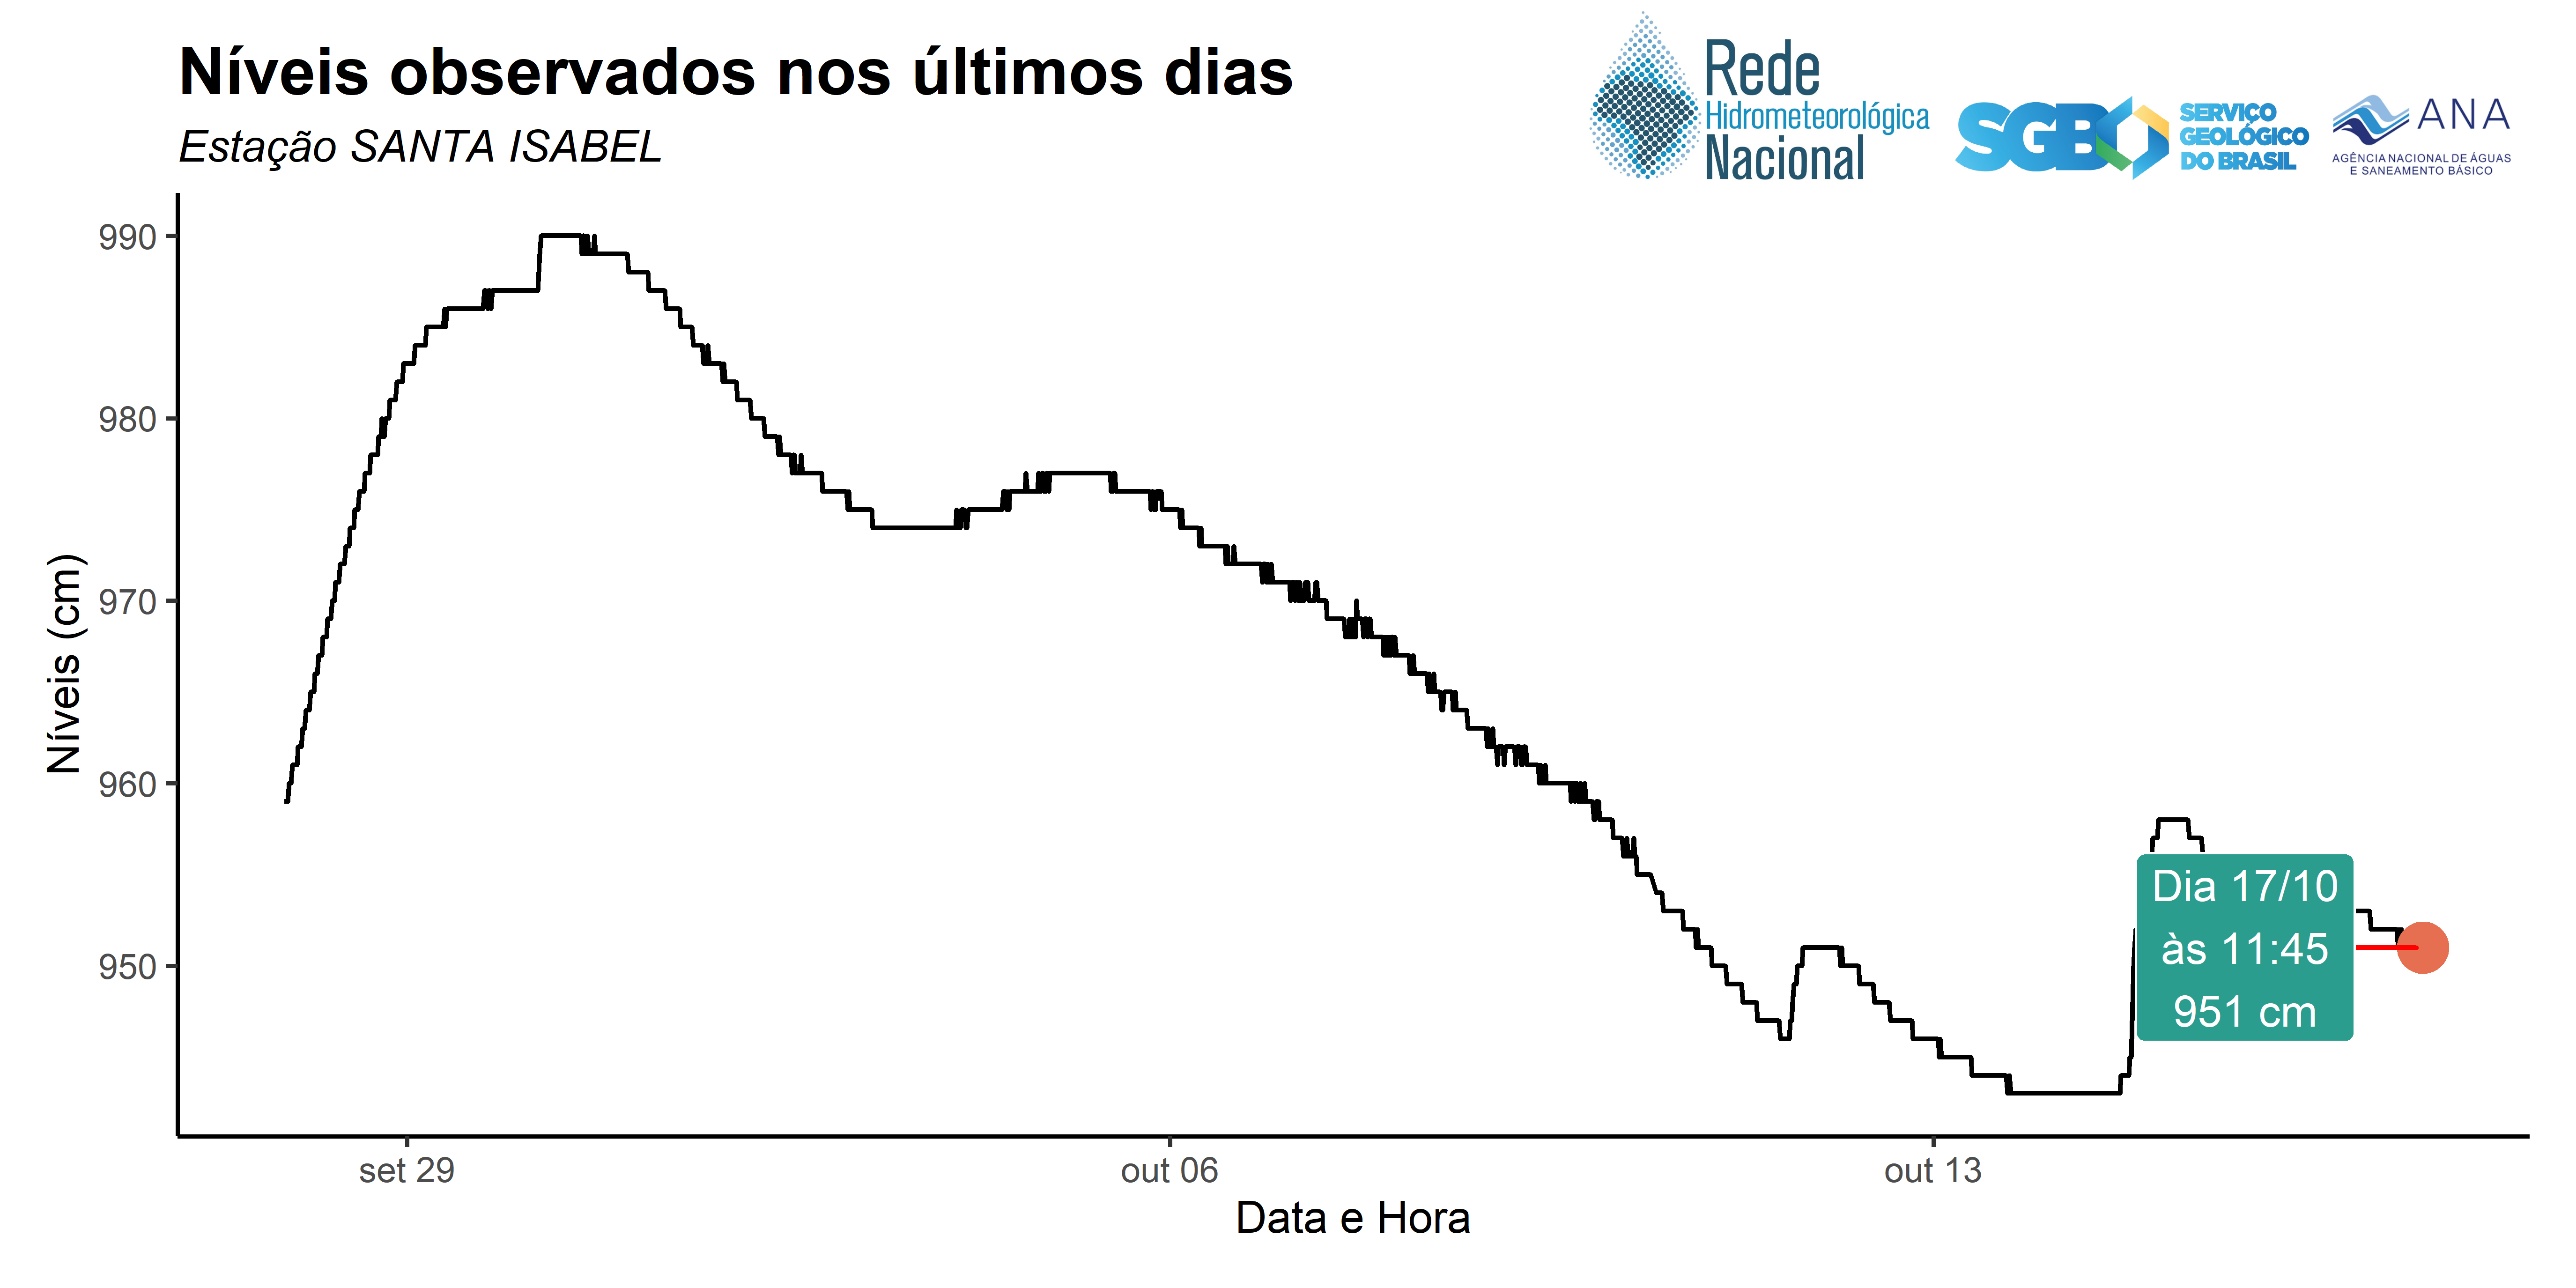 Níveis observados nos últimos dias
Estação SANTA ISABEL
Rede
Hidrometeorológica
Nacional
SGB
SERVIÇO
GEOLÓGICO
DO BRASIL
ANA
AGÊNCIA NACIONAL DE ÁGUAS
E SANEAMENTO BÁSICO
Níveis (cm)
990
980
970
960
950
Dia 17/10
às 11:45
951 cm
set 29
out 06
out 13
Data e Hora